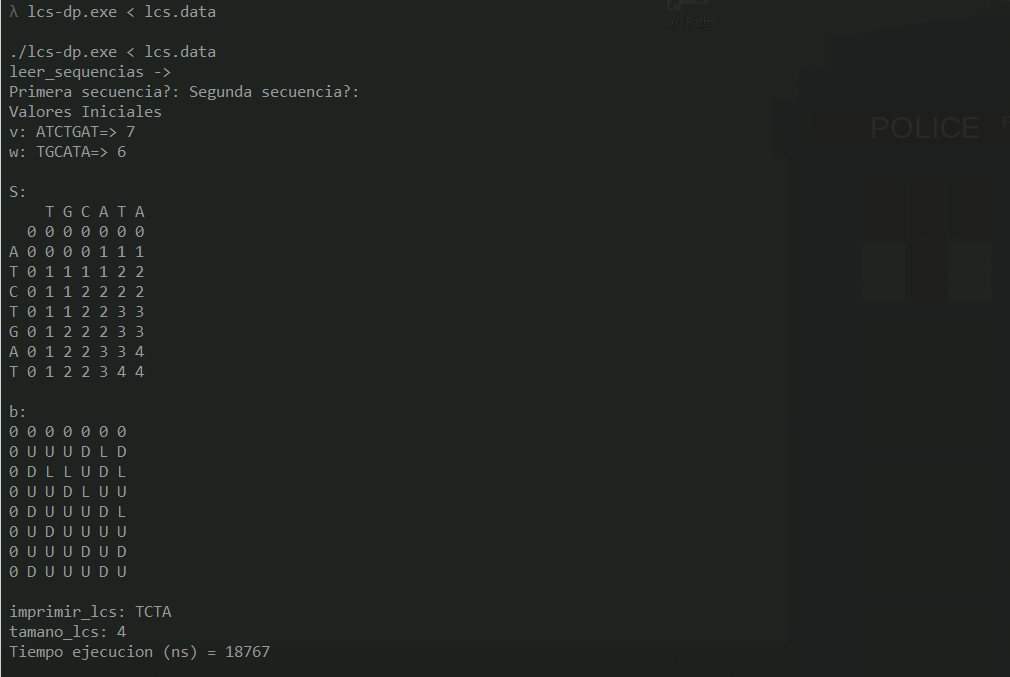 λ lcs-dp.exe < lcs.data
SVG Paths
./lcs-dp.exe < lcs.data
leer_sequencias ->
Primera secuencia?: Segunda secuencia?:
Valores Iniciales
POLICE
v: ATCTGAT=> 7
w: TGCATA=> 6
S:
T G C A T A
0 0 0 0 0 0 0
A 0 0 0 0 1 1 1
T 0 1 1 1 1 2 2
C 0 1 1 2 2 2 2
T 0 1 1 2 2 3 3
G 0 1 2 2 2 3 3
A 0 1 2 2 3 3 4
T 0 1 2 2 3 4 4
b:
0 0 0 0 0 0 0
0 U U U D L D
0 D L L U D L
0 U U D L U U
0 D U U U D L
0 U D U U U U
0 U U U D U D
0 D U U U D U
imprimir_lcs: TCTA
tamano_lcs: 4
Tiempo ejecucion (ns) = 18767